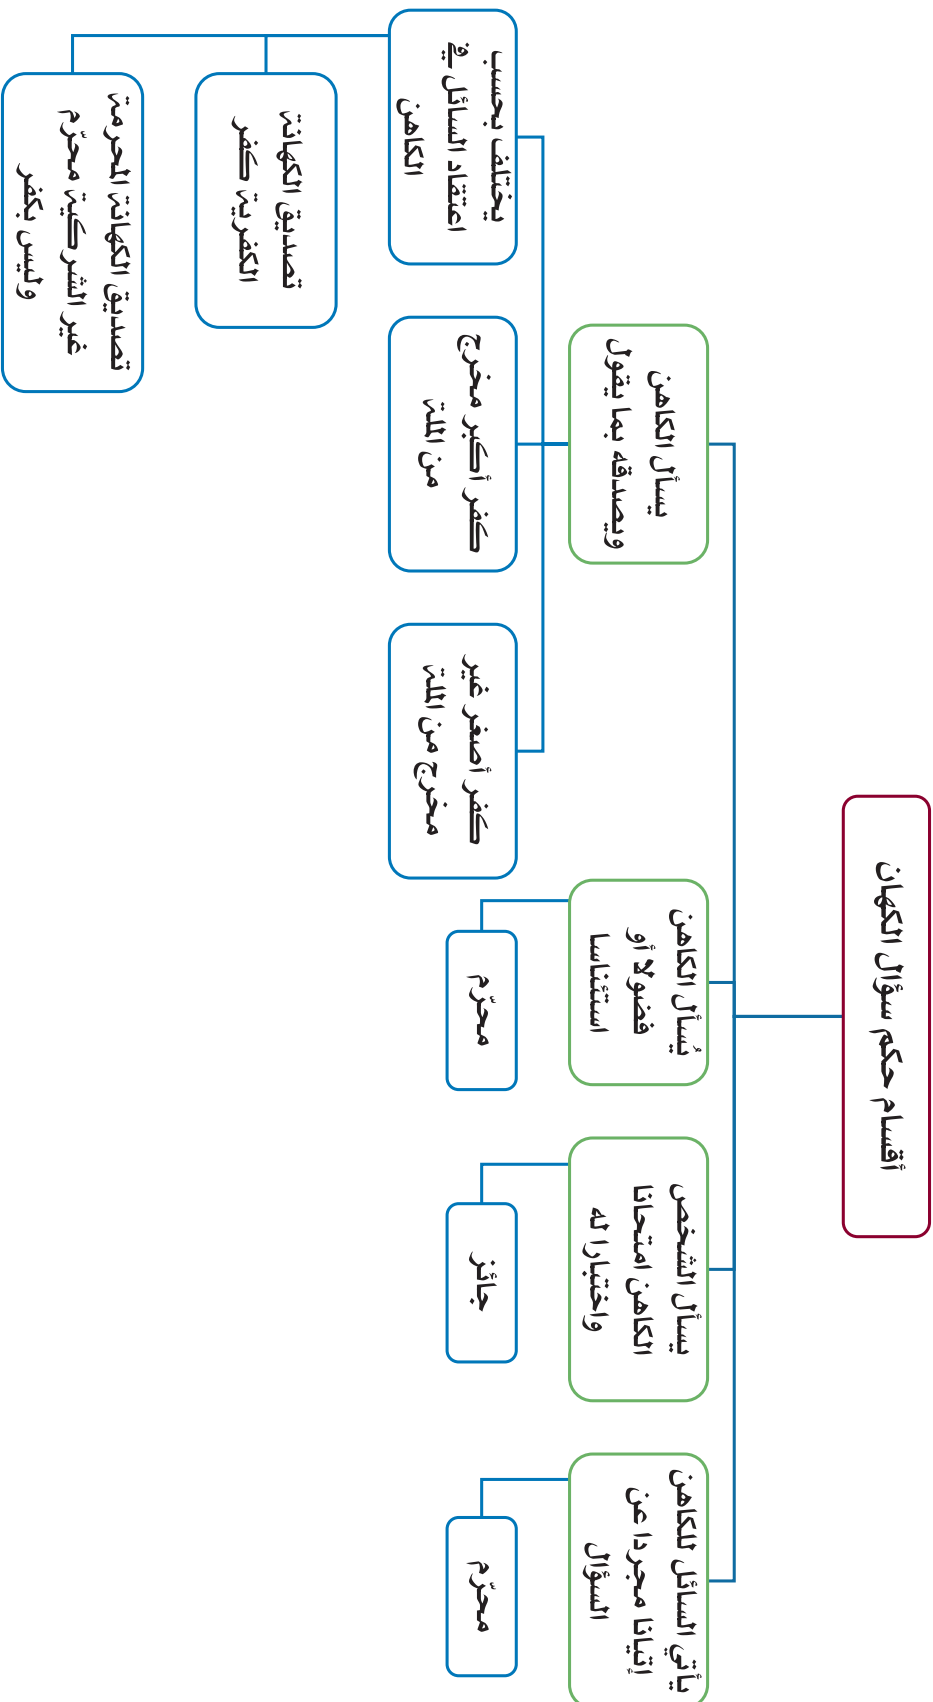 أقسام حكم سؤال الكهان
يأتي السائل للكاهن
إتيانا مجردا عن
السؤال
محرّم
يسأل الشخص
الكاهن امتحانا
واختبارا له
جائز
يُسأل الكاهن
فضولا أو
استئناسا
محرّم
يسأل الكاهن
ويصدقه بما يقول
كفر أصغر غير
مخرج من الملة
كفر أكبر مخرج
من الملة
يختلف بحسب
اعتقاد السائل في
الكاهن
تصديق الكهانة
الكفرية كفر
تصديق الكهانة المحرمة
غير الشركية محرّم
وليس بكفر